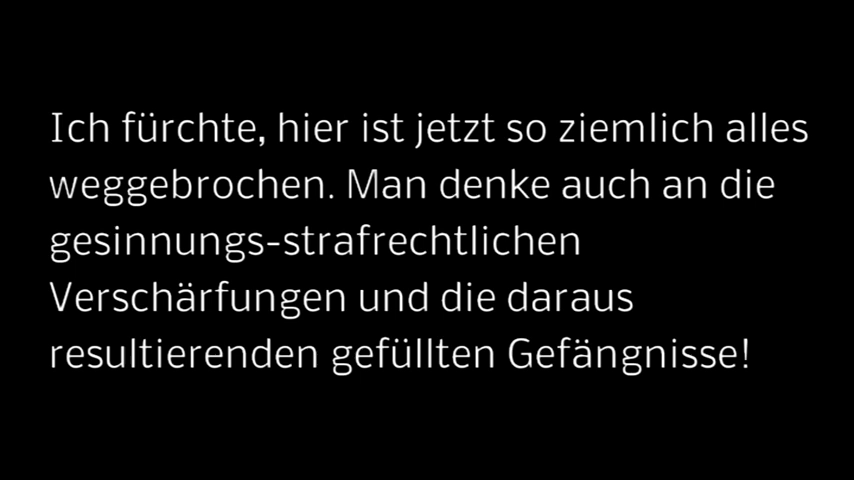 Ich fürchte, hier ist jetzt so ziemlich alles
weggebrochen. Man denke auch an die
gesinnungs-strafrechtlichen
Verschärfungen und die daraus
resultierenden gefüllten Gefängnisse!